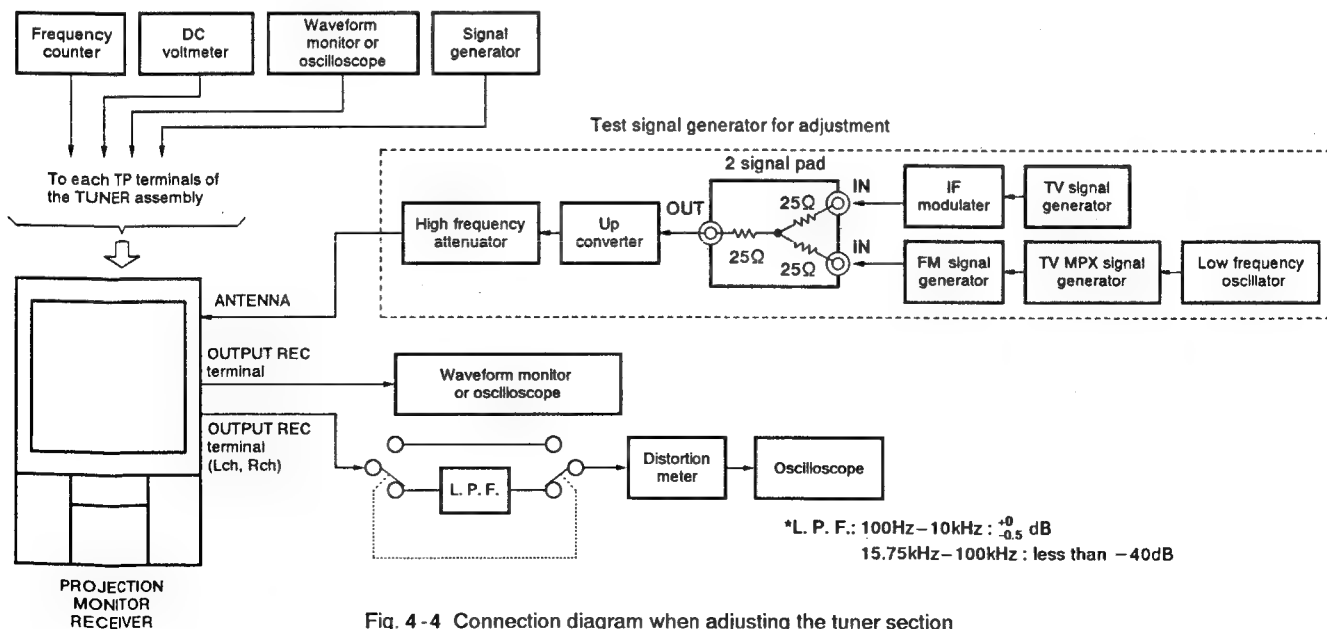 Frequency
counter
DC
voltmeter
Waveform
monitor or
oscilloscope
Signal
generator
To each TP terminals of
the TUNER assembly
Test signal generator for adjustment
2 signal pad
IN
25Ω
OUT
25Ω
25Ω
IN
IF
modulater
TV signal
generator
High frequency
attenuator
Up
converter
FM signal
generator
TV MPX signal
generator
Low frequency
oscillator
ANTENNA
OUTPUT REC
terminal
Waveform monitor
or oscilloscope
OUTPUT REC
terminal
(Lch, Rch)
L. P. F.
Distortion
meter
Oscilloscope
*L. P. F.: 100Hz–10kHz : +0 -0.5 dB
15.75kHz–100kHz : less than −40dB
PROJECTION
MONITOR
RECEIVER
Fig. 4-4 Connection diagram when adjusting the tuner section